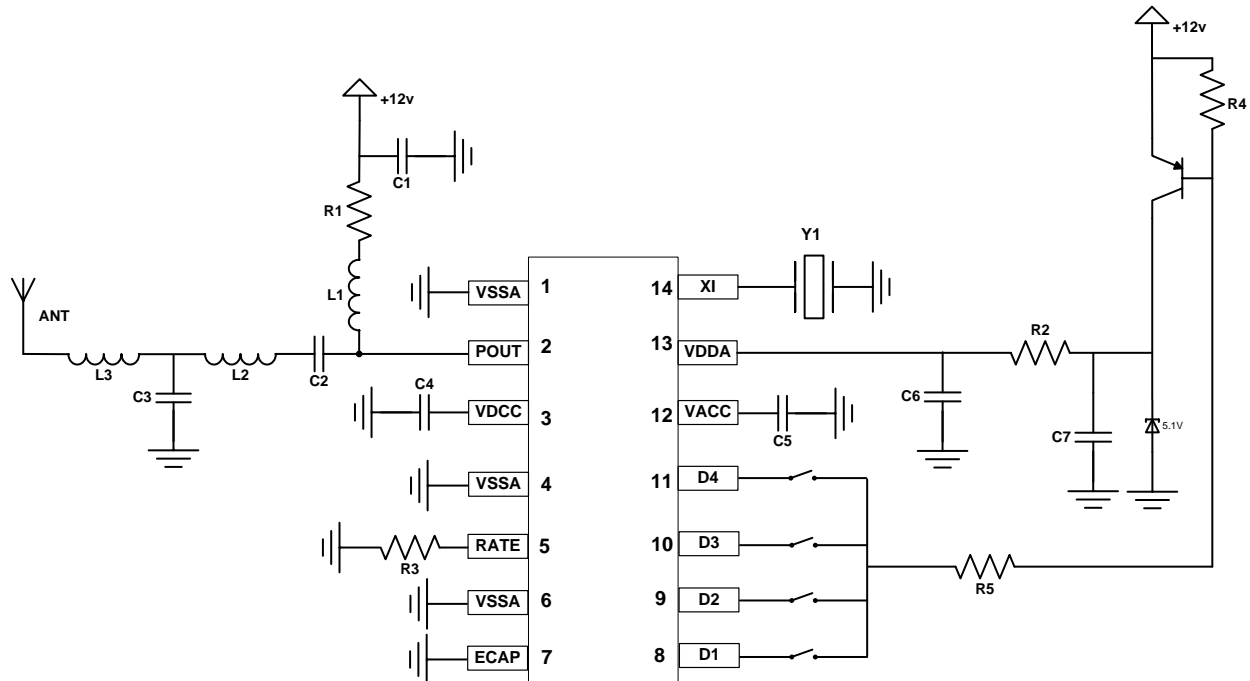 +12v
R4
+12v
C1
R1
Y1
L1
VSSA 1
14 XI
ANT
R2
POUT 2
13 VDDA
L3
L2
C2
C3
C4
VDCC 3
12 VACC
C5
C6
C7
5.1V
VSSA 4
11 D4
RATE 5
R3
10 D3
R5
VSSA 6
9 D2
ECAP 7
8 D1